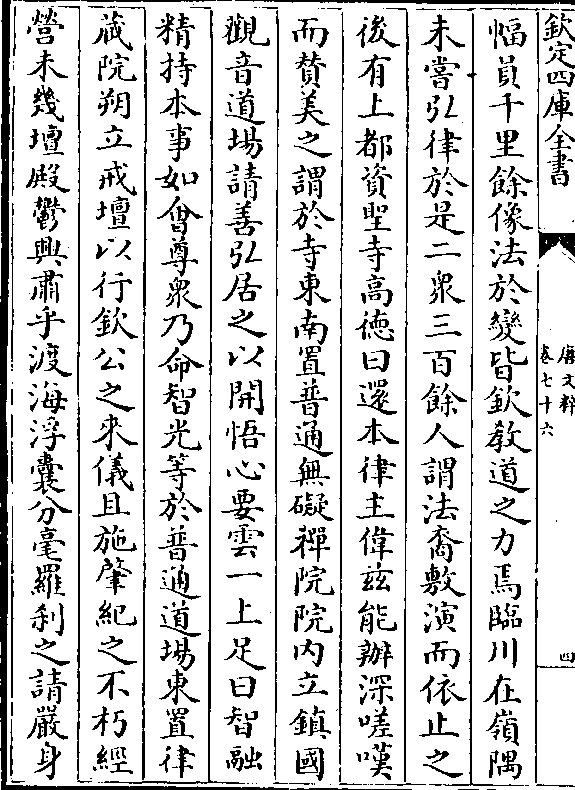 欽定四庫全書
唐文粹
卷七十六
四
幅員千里餘像法於變皆欽教道之力焉臨川在嶺隅
未嘗弘律於是二衆三百餘人謂法裔敷演而依止之
後有上都資聖寺高德曰還本律主偉兹能辦深嗟嘆
而賛美之謂於寺東南置普通無礙禪院院内立鎮國
觀音道場請善弘居之以開悟心要雲一上足曰智融
精持本事如會尊衆乃命智光等於普通道場東置律
蔵院朔立戒壇以行欽公之來儀且施肇紀之不朽經
營未幾壇殿鬱興肅乎渡海浮囊分毫羅刹之請嚴身